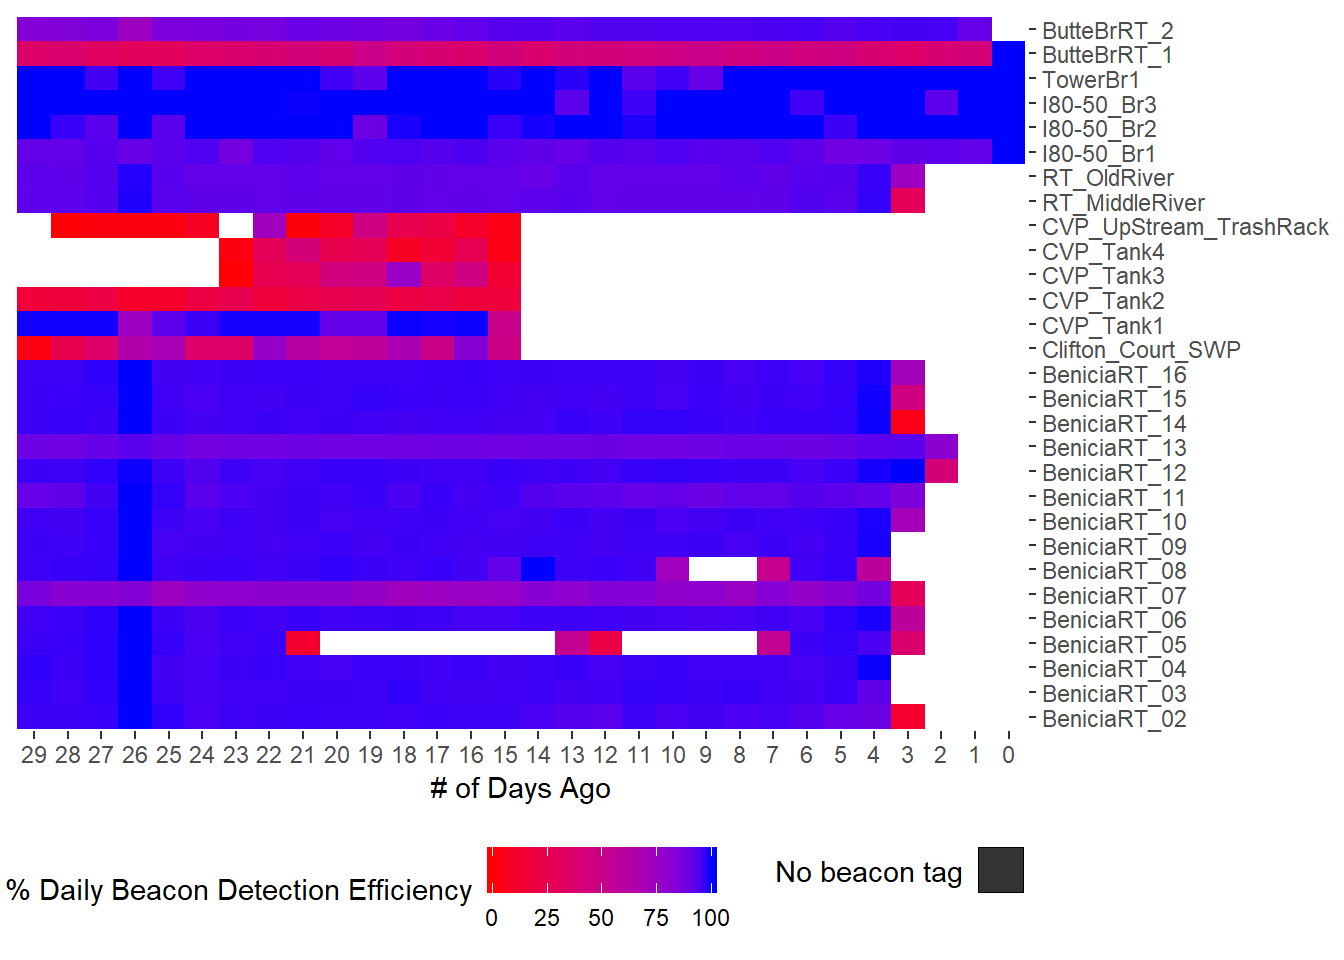 ButteBrRT_2
ButteBrRT_1
TowerBr1
I80-50_Br3
I80-50_Br2
I80-50_Br1
RT_OldRiver
RT_MiddleRiver
CVP_UpStream_TrashRack
CVP_Tank4
CVP_Tank3
CVP_Tank2
CVP_Tank1
Clifton_Court_SWP
BeniciaRT_16
BeniciaRT_15
BeniciaRT_14
BeniciaRT_13
BeniciaRT_12
BeniciaRT_11
BeniciaRT_10
BeniciaRT_09
BeniciaRT_08
BeniciaRT_07
BeniciaRT_06
BeniciaRT_05
BeniciaRT_04
BeniciaRT_03
BeniciaRT_02
29 28 27 26 25 24 23 22 21 20 19 18 17 16 15 14 13 12 11 10 9 8 7 6 5 4 3 2 1 0
# of Days Ago
% Daily Beacon Detection Efficiency
0 25 50 75 100
No beacon tag